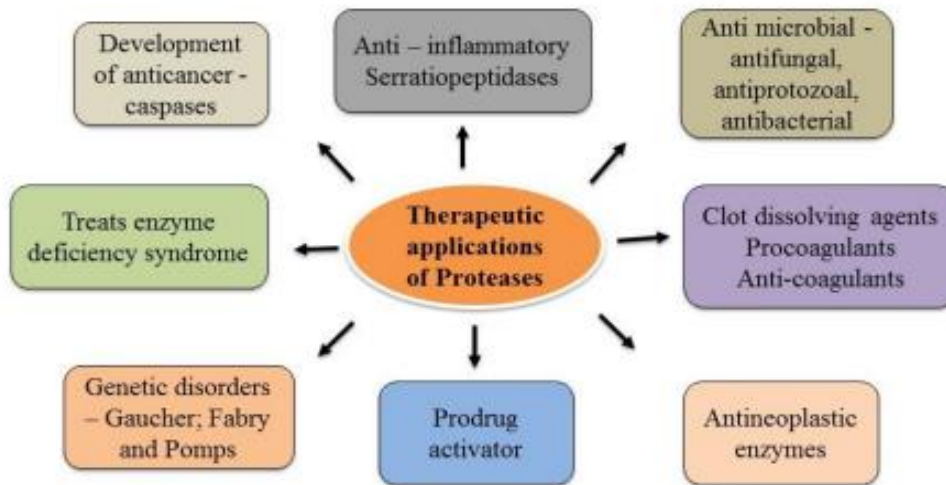 Development
of anticancer -
caspases
Anti – inflammatory
Serratiopeptidases
Anti microbial -
antifungal,
antiprotozoal,
antibacterial
Treats enzyme
deficiency syndrome
Therapeutic
applications
of Proteases
Clot dissolving agents
Procoagulants
Anti-coagulants
Genetic disorders
– Gaucher; Fabry
and Pomps
Prodrug
activator
Antineoplastic
enzymes